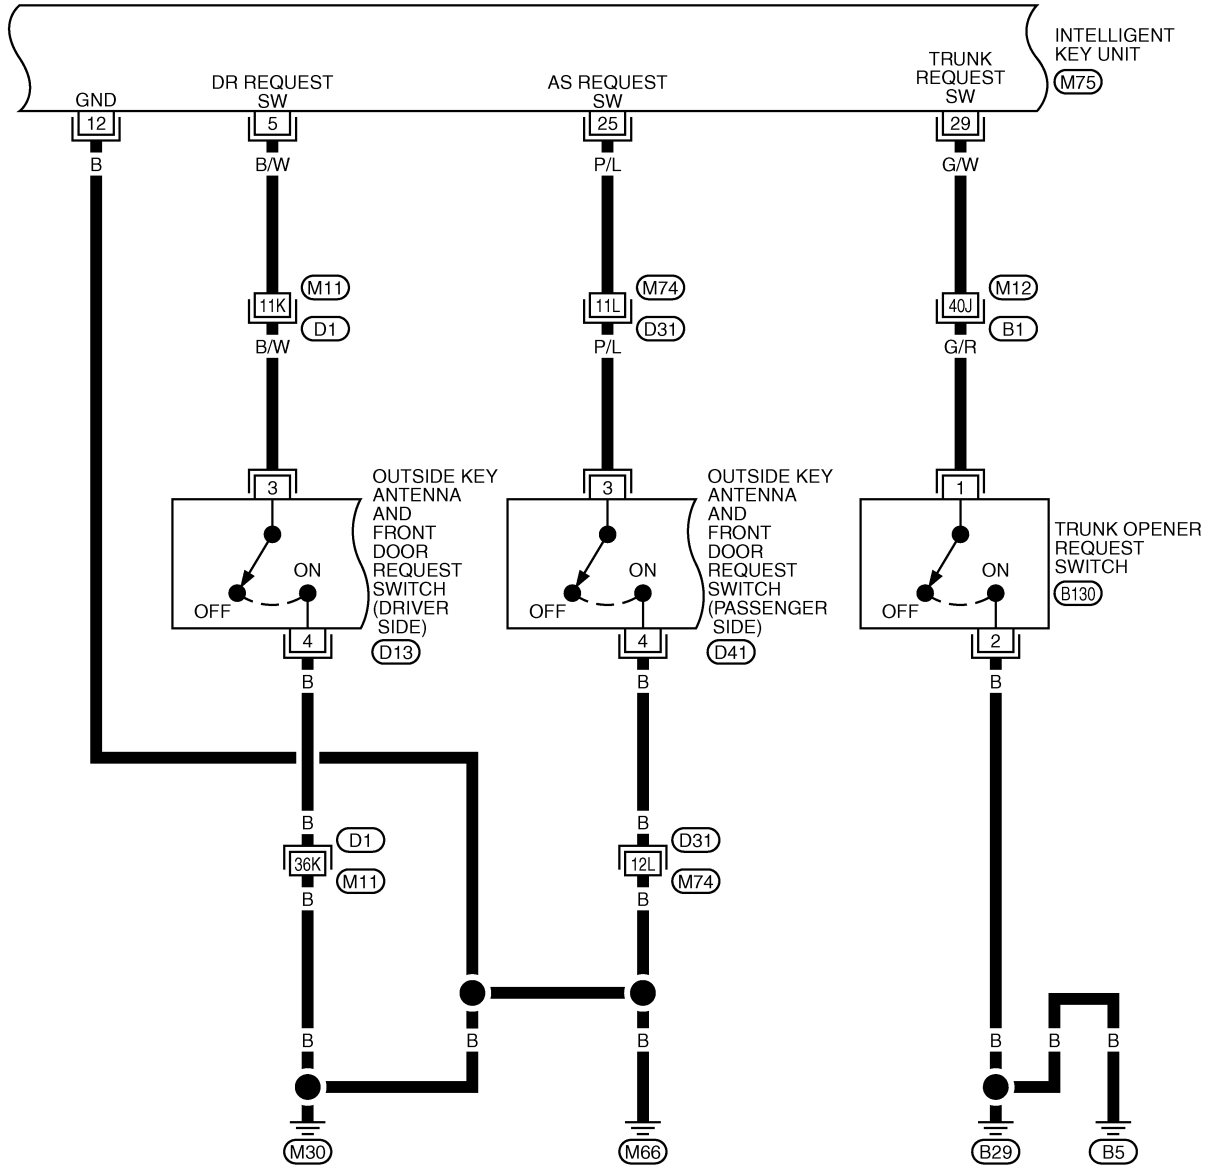 INTELLIGENT
KEY UNIT
M75
GND
DR REQUEST
SW
AS REQUEST
SW
TRUNK
REQUEST
SW
12
5
25
29
B
B/W
P/L
G/W
M11
M74
M12
11K
11L
40J
D1
D31
B1
B/W
P/L
G/R
3
OUTSIDE KEY
ANTENNA
AND
FRONT
DOOR
REQUEST
SWITCH
(DRIVER
SIDE)
D13
ON
OFF
4
3
OUTSIDE KEY
ANTENNA
AND
FRONT
DOOR
REQUEST
SWITCH
(PASSENGER
SIDE)
D41
ON
OFF
4
1
TRUNK OPENER
REQUEST
SWITCH
B130
ON
OFF
2
B
B
B
B
B
D1
D31
36K
12L
M11
M74
B
B
B
B
B
B
B
B
M30
M66
B29
B5